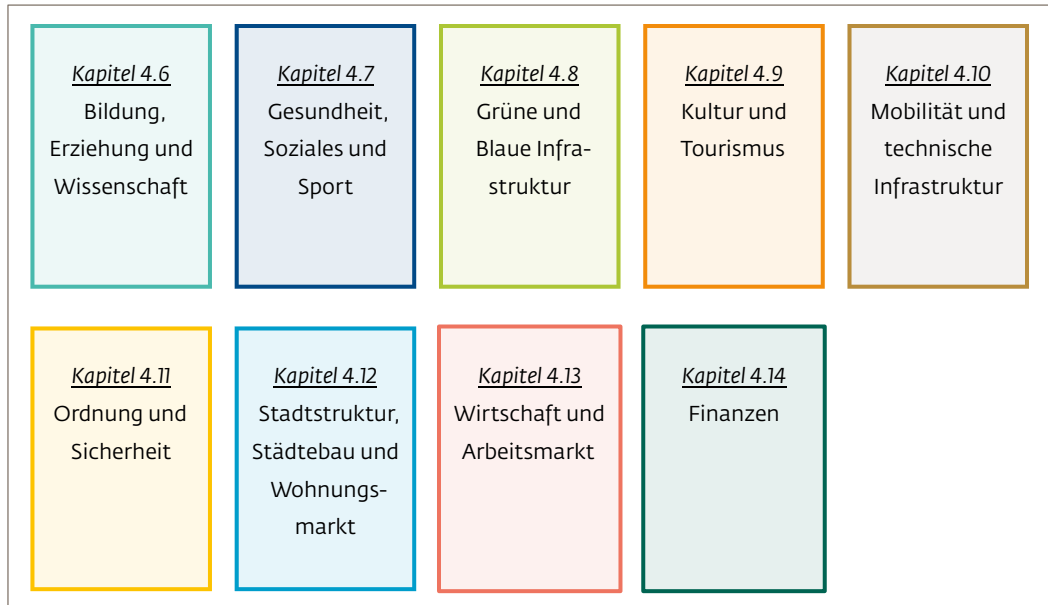 Kapitel 4.6
Bildung,
Erziehung und
Wissenschaft
Kapitel 4.7
Gesundheit,
Soziales und
Sport
Kapitel 4.8
Grüne und
Blaue Infra-
struktur
Kapitel 4.9
Kultur und
Tourismus
Kapitel 4.10
Mobilität und
technische
Infrastruktur
Kapitel 4.11
Ordnung und
Sicherheit
Kapitel 4.12
Stadtstruktur,
Städtebau und
Wohnungs-
markt
Kapitel 4.13
Wirtschaft und
Arbeitsmarkt
Kapitel 4.14
Finanzen